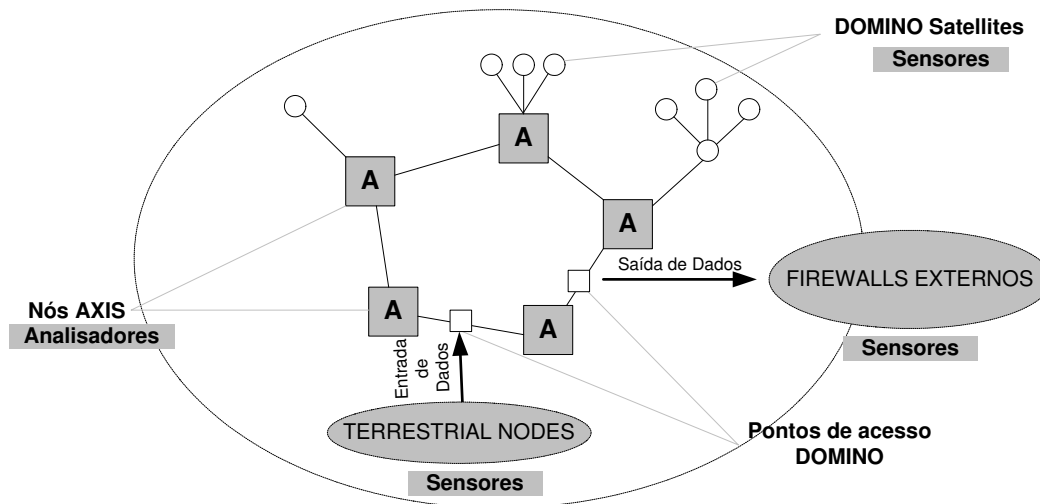 DOMINO Satellites
Sensores
A
A
A
Saída de Dados
FIREWALLS EXTERNOS
Nós AXIS
Analisadores
A
A
Sensores
Entrada
de
Dados
TERRESTRIAL NODES
Sensores
Pontos de acesso
DOMINO